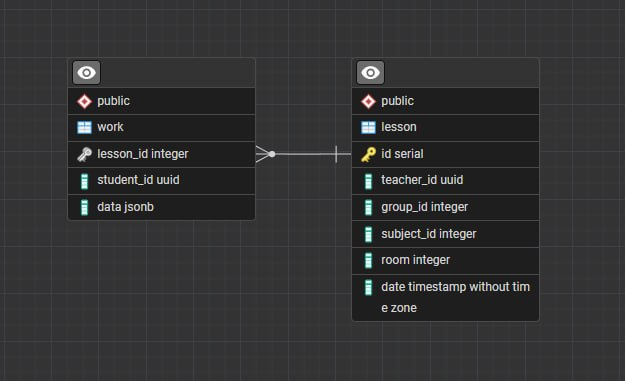 public
work
lesson_id integer
student_id uuid
data jsonb
public
lesson
id serial
teacher_id uuid
group_id integer
subject_id integer
room integer
date timestamp without tim
e zone